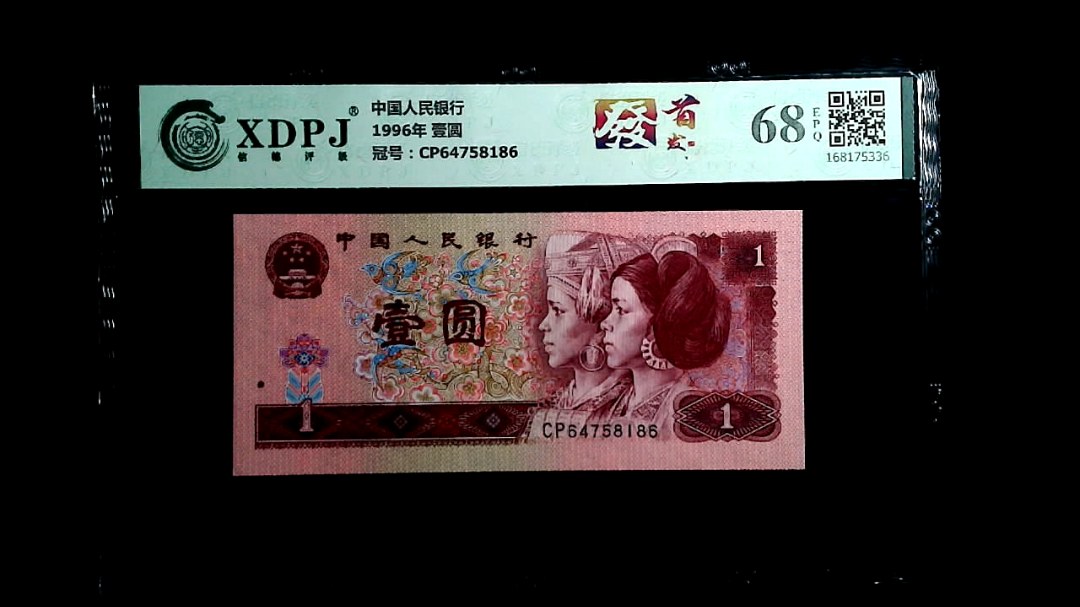 XDPJ®
信德评级
中国人民银行
1996年 壹圆
冠号：CP64758186
發
首发
68
EPQ
168175336
中国人民银行
1
壹圆
1
CP64758186
1